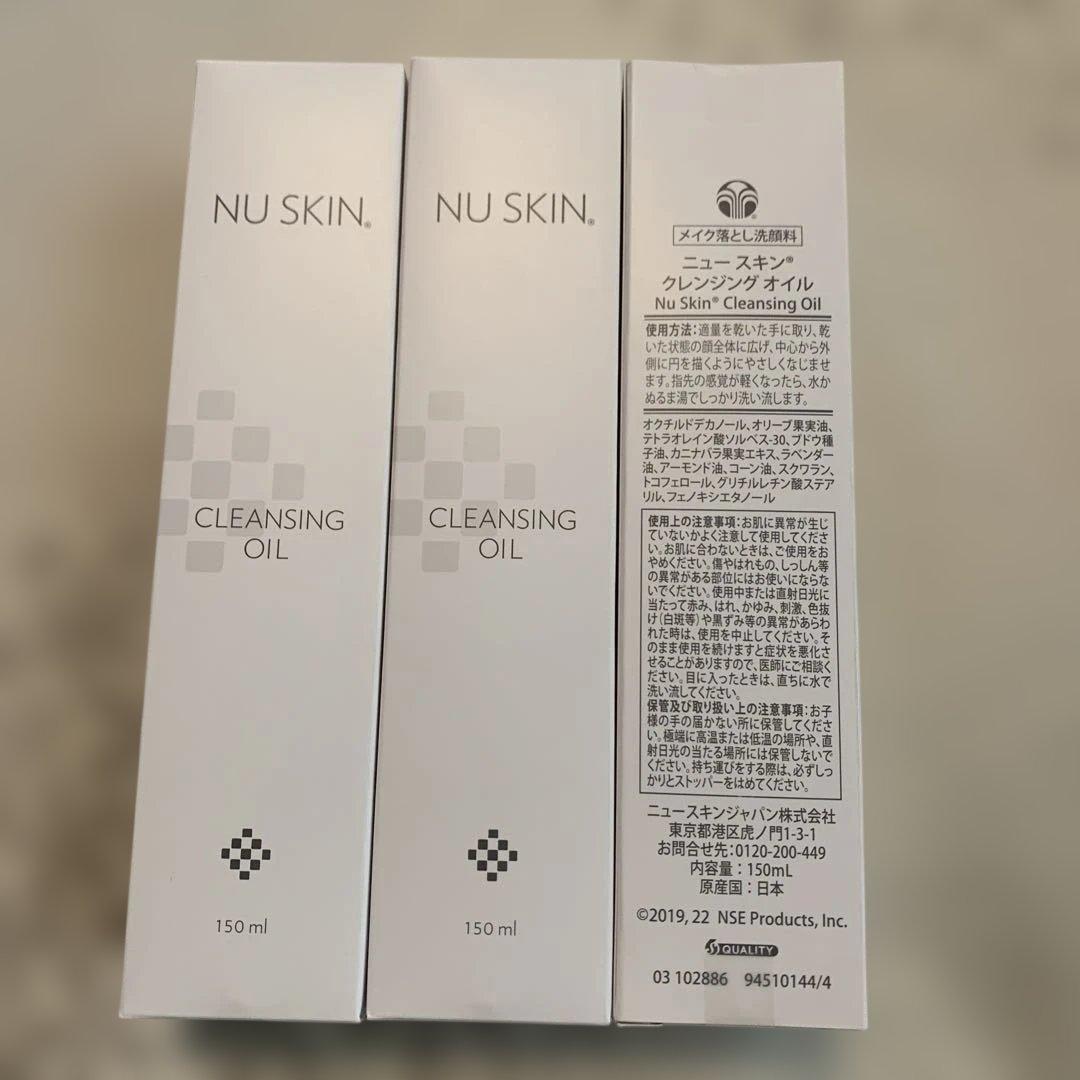 NU SKIN®
CLEANSING
OIL
150 ml
NU SKIN®
CLEANSING
OIL
150 ml
®
メイク落とし洗顔料
ニュー スキン®
クレンジング オイル
Nu Skin® Cleansing Oil
使用方法：適量を乾いた手に取り、乾
いた状態の顔全体に広げ、中心から外
側に円を描くようにやさしくなじませ
ます。指先の感覚が軽くなったら、水か
ぬるま湯でしっかり洗い流します。
オクチルドデカノール、オリーブ果実油、
テトラオレイン酸ソルベス-30、ブドウ種
子油、カニナバラ果実エキス、ラベンダー
油、アーモンド油、コーン油、スクワラン、
トコフェロール、グリチルレチン酸ステア
リル、フェノキシエタノール
使用上の注意事項：お肌に異常が生じ
ていないかよく注意して使用してくださ
い。お肌に合わないときは、ご使用をお
やめください。傷やはれもの、しっしん等
の異常がある部位にはお使いにならな
いでください。使用中または直射日光に
当たって赤み、はれ、かゆみ、刺激、色抜
け（白斑等）や黒ずみ等の異常があらわ
れた時は、使用を中止してください。そ
のまま使用を続けますと症状を悪化さ
せることがありますので、医師にご相談く
ださい。目に入ったときは、直ちに水で
洗い流してください。
保管及び取り扱い上の注意事項：お子
様の手の届かない所に保管してくださ
い。極端に高温または低温の場所や、直
射日光の当たる場所には保管しないで
ください。持ち運びをする際は、必ずしっ
かりとストッパーをはめてください。
ニュースキンジャパン株式会社
東京都港区虎ノ門1-3-1
お問合せ先：0120-200-449
内容量：150mL
原産国：日本
©2019, 22 NSE Products, Inc.
QUALITY
03 102886 94510144/4